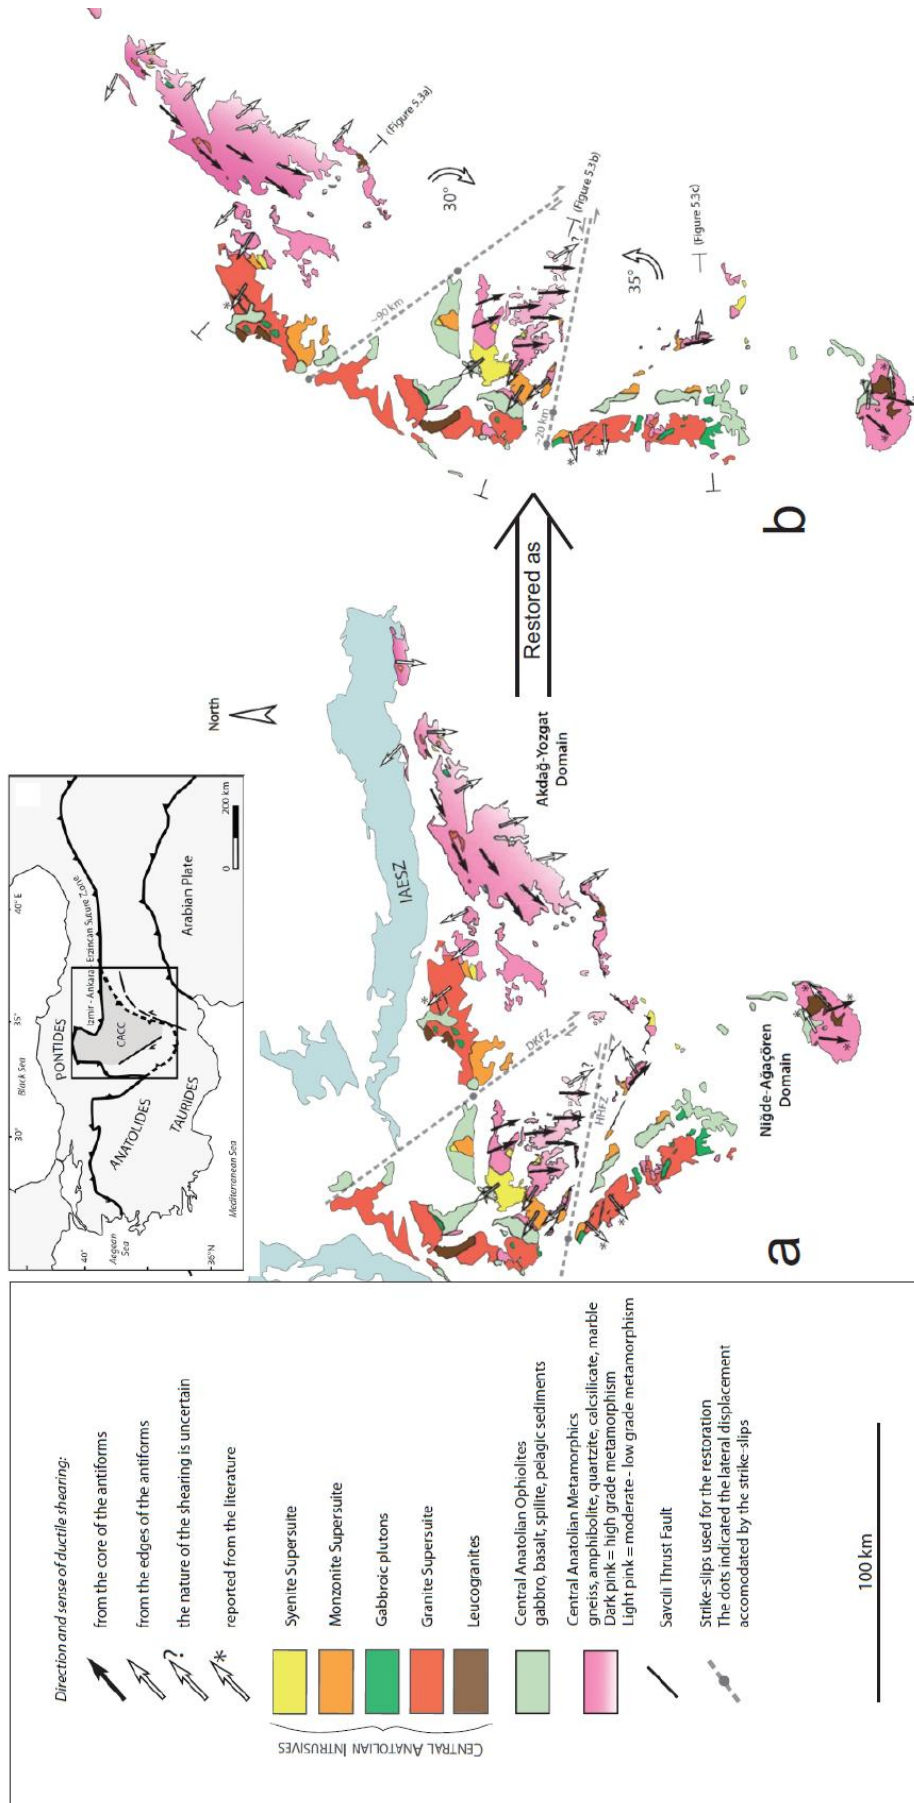 Direction and sense of ductile shearing:
from the core of the antiforms
from the edges of the antiforms
?
the nature of the shearing is uncertain
*
reported from the literature
CENTRAL ANATOLIAN INTRUSIVES
Syenite Supersuite
Monzonite Supersuite
Gabbroic plutons
Granite Supersuite
Leucogranites
Central Anatolian Ophiolites
gabbro, basalt, spillite, pelagic sediments
Central Anatolian Metamorphics
gneiss, amphibolite, quartzite, calcsilicate, marble
Dark pink = high grade metamorphism
Light pink = moderate - low grade metamorphism
Savcılı Thrust Fault
Strike-slips used for the restoration
The dots indicated the lateral displacement
accomodated by the strike-slips
100 km
Black Sea
30°
35°
40° E
40°
36°N
PONTIDES
Izmir - Ankara - Erzincan Suture Zone
CACC
ANATOLIDES
TAURIDES
Aegean
Sea
Mediterranean Sea
Arabian Plate
0
200 km
North
IAESZ
DKFZ
HHFZ
?
Akdağ-Yozgat
Domain
Niğde-Ağaçören
Domain
a
Restored as
~90 km
~20 km
30°
35°
?
(Figure 5.3a)
(Figure 5.3b)
(Figure 5.3c)
b